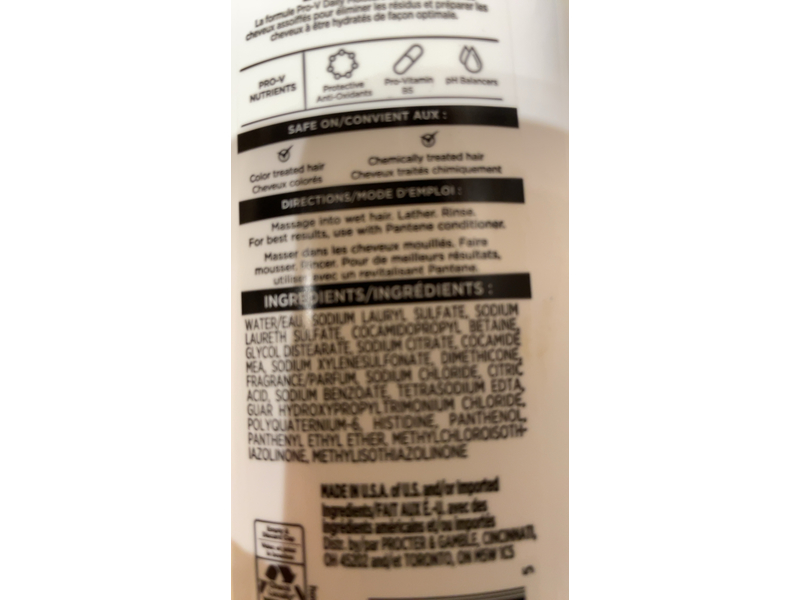 La formule Pro-V Daily
cheveux assoiffés pour éliminer les résidus et préparer les
cheveux à être hydratés de façon optimale.
PRO-V
NUTRIENTS
Protective
Anti-Oxidants
Pro-Vitamin
B5
pH Balancers
SAFE ON/CONVIENT AUX :
Color treated hair
Cheveux colorés
Chemically treated hair
Cheveux traités chimiquement
DIRECTIONS/MODE D'EMPLOI :
Massage into wet hair. Lather. Rinse.
For best results, use with Pantene conditioner.
Masser dans les cheveux mouillés. Faire
mousser. Rincer. Pour de meilleurs résultats,
utiliser avec un revitalisant Pantene.
INGREDIENTS/INGRÉDIENTS :
WATER/EAU, SODIUM LAURYL SULFATE, SODIUM
LAURETH SULFATE, COCAMIDOPROPYL BETAINE,
GLYCOL DISTEARATE, SODIUM CITRATE, COCAMIDE
MEA, SODIUM XYLENESULFONATE, DIMETHICONE,
FRAGRANCE/PARFUM, SODIUM CHLORIDE, CITRIC
ACID, SODIUM BENZOATE, TETRASODIUM EDTA,
GUAR HYDROXYPROPYLTRIMONIUM CHLORIDE,
POLYQUATERNIUM-6, HISTIDINE, PANTHENOL,
PANTHENYL ETHYL ETHER, METHYLCHLOROISOTH-
IAZOLINONE, METHYLISOTHIAZOLINONE
MADE IN U.S.A. of U.S. and/or imported
ingredients/FAIT AUX É.-U. avec des
ingrédients américains et/ou importés
Distr. by/par PROCTER & GAMBLE, CINCINNATI,
OH 45202 and/et TORONTO, ON M5W 1C5